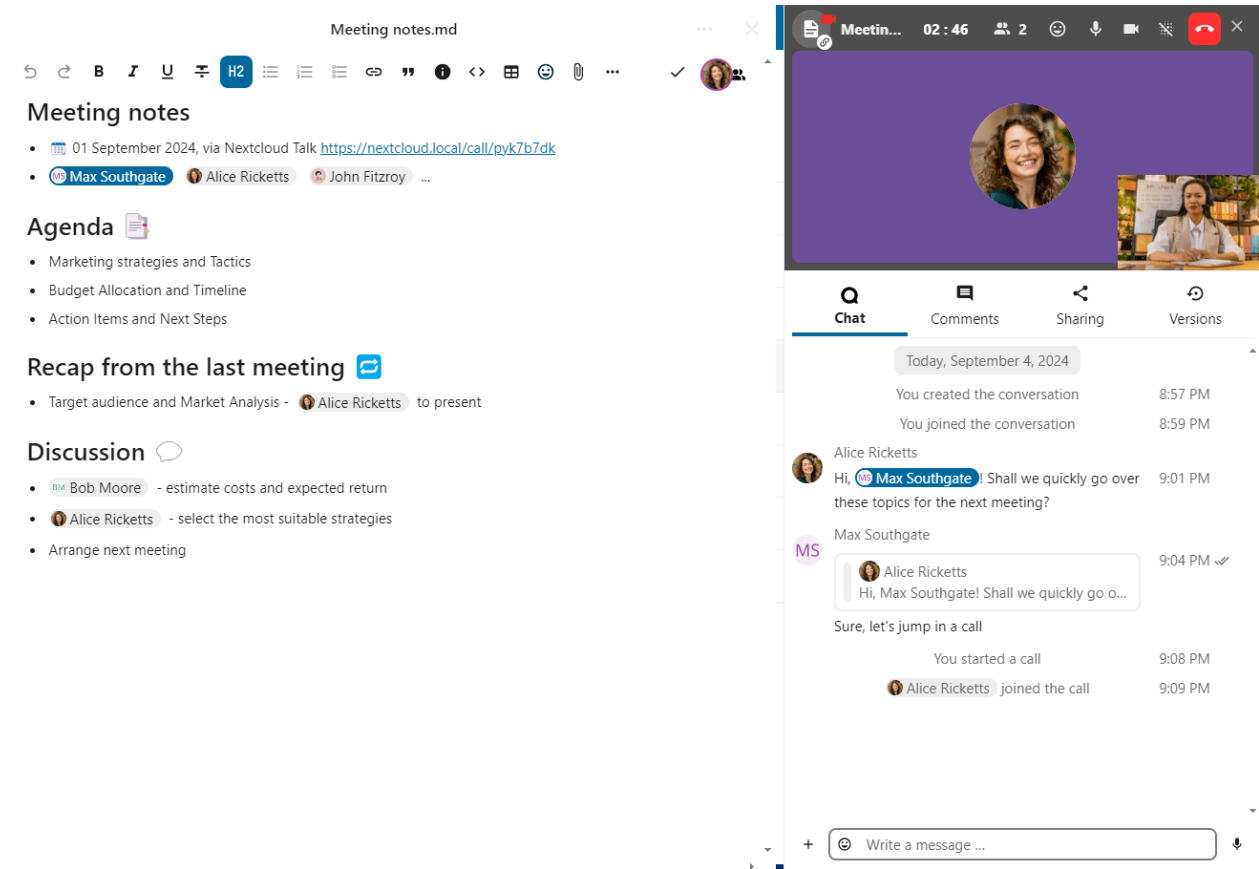 Meeting notes.md
B I U H2
Meeting notes
01 September 2024, via Nextcloud Talk https://nextcloud.local/call/pyk7b7dk
MS Max Southgate Alice Ricketts John Fitzroy ...
Agenda
Marketing strategies and Tactics
Budget Allocation and Timeline
Action Items and Next Steps
Recap from the last meeting
Target audience and Market Analysis - Alice Ricketts to present
Discussion
BM Bob Moore - estimate costs and expected return
Alice Ricketts - select the most suitable strategies
Arrange next meeting
Meetin... 02 : 46 2
Chat Comments Sharing Versions
Today, September 4, 2024
You created the conversation 8:57 PM
You joined the conversation 8:59 PM
Alice Ricketts
Hi, MS Max Southgate ! Shall we quickly go over 9:01 PM
these topics for the next meeting?
Max Southgate
MS
Alice Ricketts 9:04 PM
Hi, Max Southgate! Shall we quickly go o...
Sure, let's jump in a call
You started a call 9:08 PM
Alice Ricketts joined the call 9:09 PM
Write a message ...